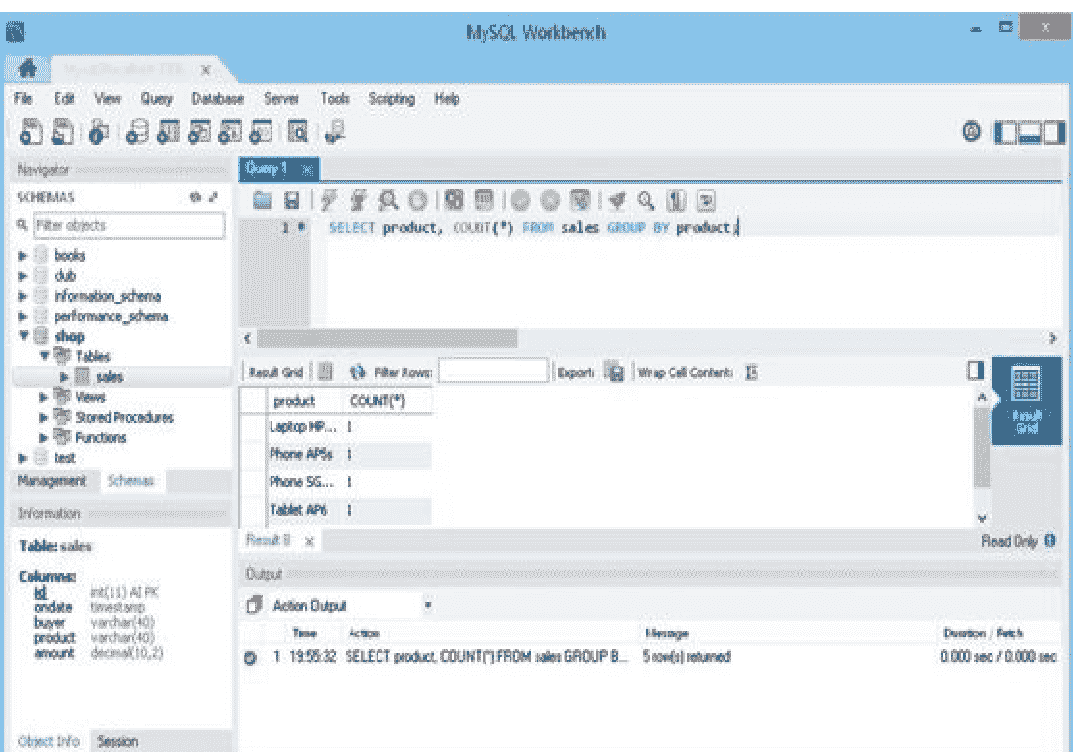 MySQL Workbench
File Edit View Query Database Server Tools Scripting Help
Navigator
SCHEMAS
Filter objects
books
club
information_schema
performance_schema
shop
Tables
sales
Views
Stored Procedures
Functions
test
Management Schemas
Information
Table: sales
Columns:
id int(11) AI PK
ondate timestamp
buyer varchar(40)
product varchar(40)
amount decimal(10,2)
Object Info Session
Query 1
1 SELECT product, COUNT(*) FROM sales GROUP BY product;
Result Grid Filter Rows: Export: Wrap Cell Content:
product COUNT(*)
Laptop HP... 1
Phone AP5s 1
Phone SG... 1
Tablet AP6 1
Result Grid
Result 8 Read Only
Output
Action Output
Time Action Message Duration / Fetch
1 19:55:32 SELECT product, COUNT(*) FROM sales GROUP B... 5 row(s) returned 0.000 sec / 0.000 sec